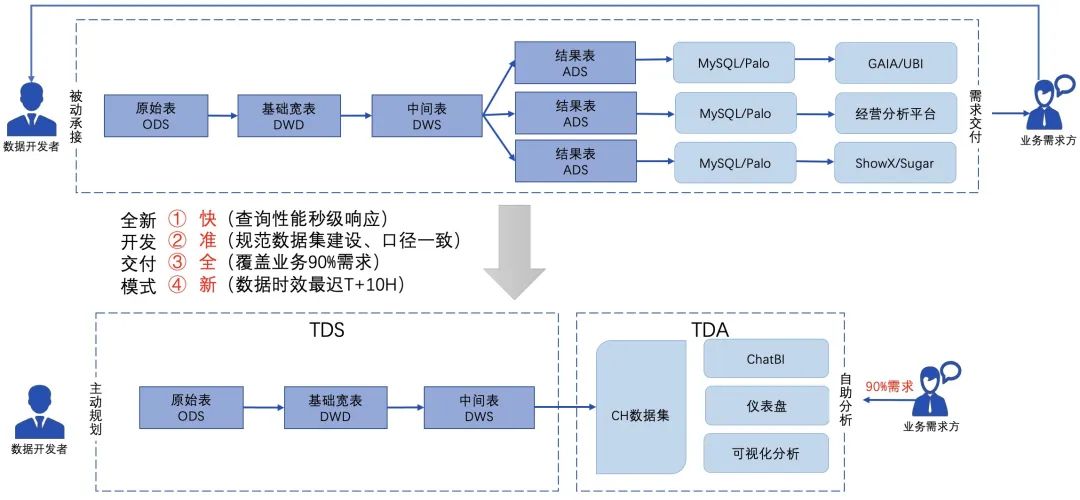 数据开发者
被动承接
原始表
ODS
基础宽表
DWD
中间表
DWS
结果表
ADS
MySQL/Palo
GAIA/UBI
结果表
ADS
MySQL/Palo
经营分析平台
结果表
ADS
MySQL/Palo
ShowX/Sugar
需求交付
业务需求方
全新 ① 快（查询性能秒级响应）
开发 ② 准（规范数据集建设、口径一致）
交付 ③ 全（覆盖业务90%需求）
模式 ④ 新（数据时效最迟T+10H）
TDS
TDA
数据开发者
主动规划
原始表
ODS
基础宽表
DWD
中间表
DWS
CH数据集
ChatBI
仪表盘
可视化分析
自助分析
90%需求
业务需求方